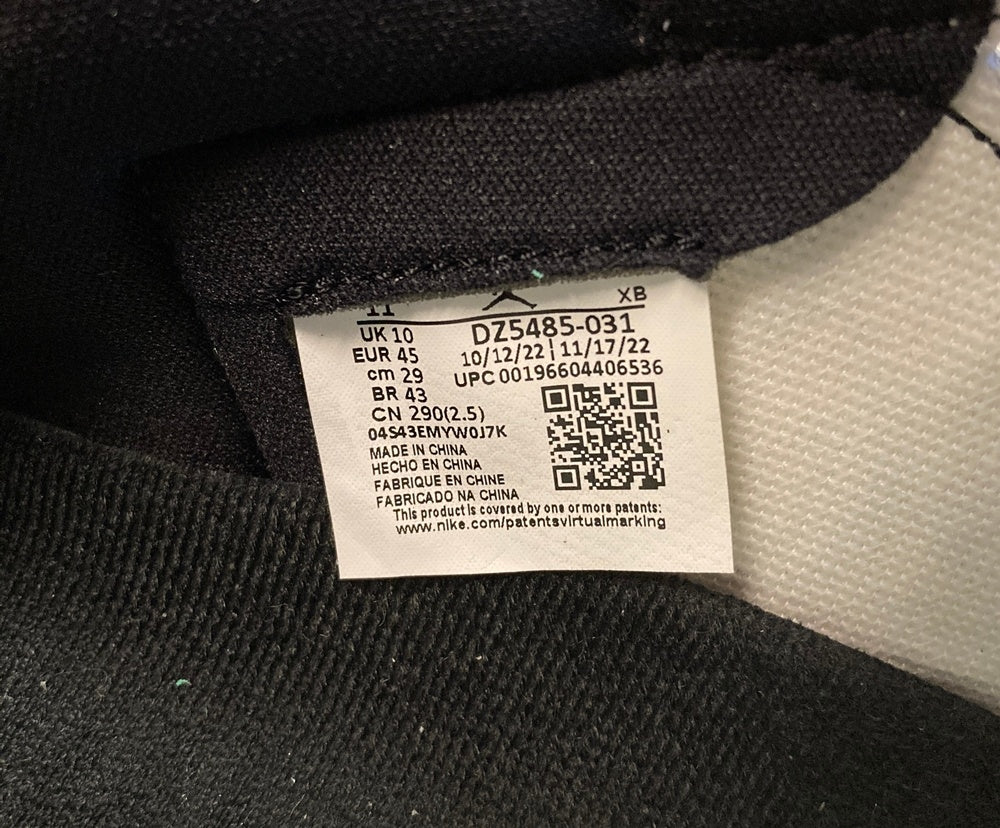 11
XB
UK 10
DZ5485-031
EUR 45
10/12/22 | 11/17/22
cm 29
UPC 00196604406536
BR 43
CN 290(2.5)
04S43EMYW0J7K
MADE IN CHINA
HECHO EN CHINA
FABRIQUE EN CHINE
FABRICADO NA CHINA
This product is covered by one or more patents:
www.nike.com/patentsvirtualmarking